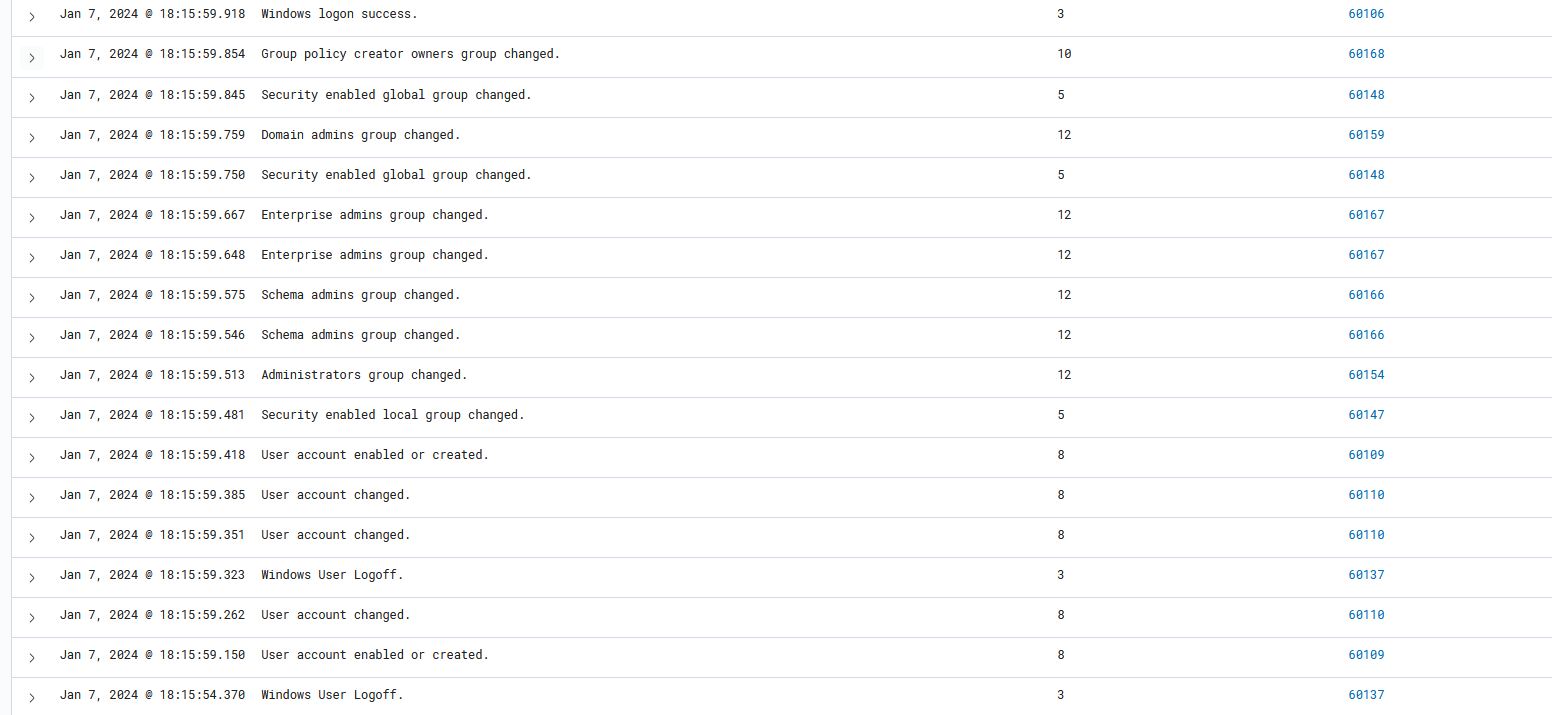 Jan 7, 2024 @ 18:15:59.918 Windows logon success. 3 60106
Jan 7, 2024 @ 18:15:59.854 Group policy creator owners group changed. 10 60168
Jan 7, 2024 @ 18:15:59.845 Security enabled global group changed. 5 60148
Jan 7, 2024 @ 18:15:59.759 Domain admins group changed. 12 60159
Jan 7, 2024 @ 18:15:59.750 Security enabled global group changed. 5 60148
Jan 7, 2024 @ 18:15:59.667 Enterprise admins group changed. 12 60167
Jan 7, 2024 @ 18:15:59.648 Enterprise admins group changed. 12 60167
Jan 7, 2024 @ 18:15:59.575 Schema admins group changed. 12 60166
Jan 7, 2024 @ 18:15:59.546 Schema admins group changed. 12 60166
Jan 7, 2024 @ 18:15:59.513 Administrators group changed. 12 60154
Jan 7, 2024 @ 18:15:59.481 Security enabled local group changed. 5 60147
Jan 7, 2024 @ 18:15:59.418 User account enabled or created. 8 60109
Jan 7, 2024 @ 18:15:59.385 User account changed. 8 60110
Jan 7, 2024 @ 18:15:59.351 User account changed. 8 60110
Jan 7, 2024 @ 18:15:59.323 Windows User Logoff. 3 60137
Jan 7, 2024 @ 18:15:59.262 User account changed. 8 60110
Jan 7, 2024 @ 18:15:59.150 User account enabled or created. 8 60109
Jan 7, 2024 @ 18:15:54.370 Windows User Logoff. 3 60137